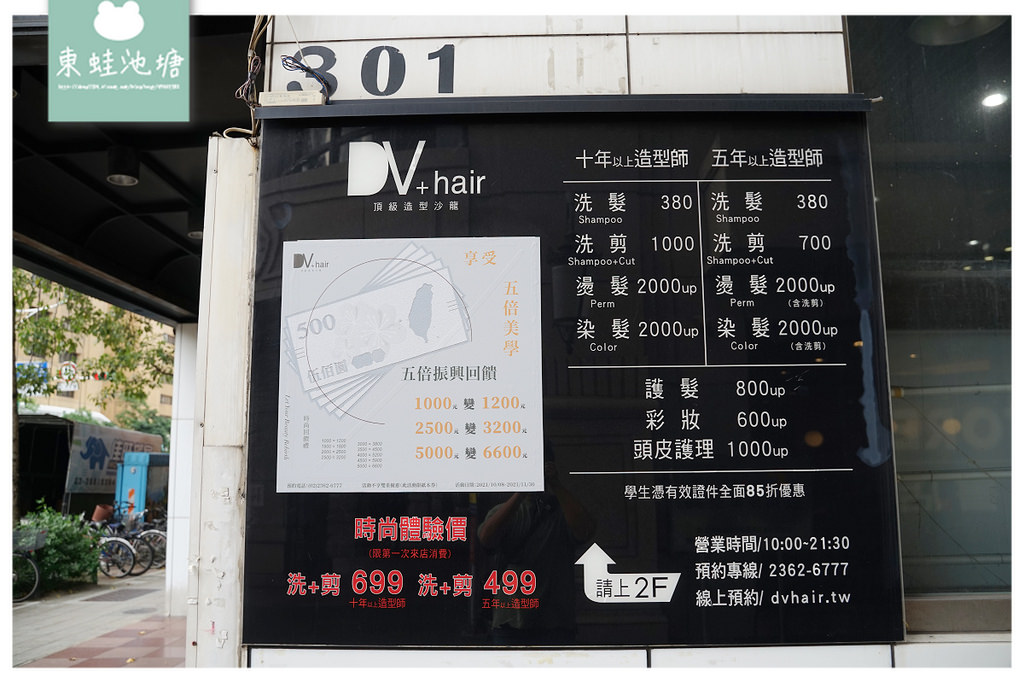 東蛙池塘
301
DV+hair
頂級造型沙龍
DV+hair
享受
五倍美學
500
伍佰圓
五倍振興回饋
1000元 變 1200元
2500元 變 3200元
5000元 變 6600元
Let Your Beauty Rebirth
時尚體驗價
(限第一次來店消費)
洗+剪 699 洗+剪 499
十年以上造型師 五年以上造型師
十年以上造型師 五年以上造型師
洗髮 380 洗髮 380
Shampoo Shampoo
洗剪 1000 洗剪 700
Shampoo+Cut Shampoo+Cut
燙髮 2000up 燙髮 2000up
Perm Perm (含洗剪)
染髮 2000up 染髮 2000up
Color Color (含洗剪)
護髮 800up
彩妝 600up
頭皮護理 1000up
學生憑有效證件全面85折優惠
請上2F
營業時間/10:00~21:30
預約專線/ 2362-6777
線上預約/ dvhair.tw